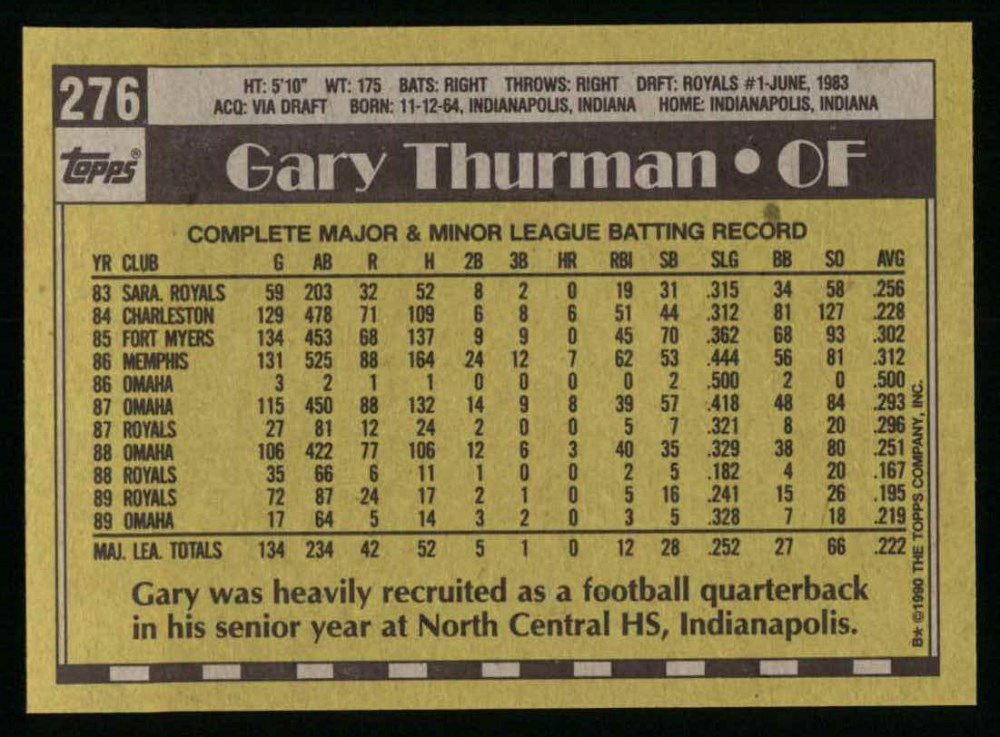 276
HT: 5'10" WT: 175 BATS: RIGHT THROWS: RIGHT DRFT: ROYALS #1-JUNE, 1983
ACQ: VIA DRAFT BORN: 11-12-64, INDIANAPOLIS, INDIANA HOME: INDIANAPOLIS, INDIANA
TOPPS®
Gary Thurman • OF
COMPLETE MAJOR & MINOR LEAGUE BATTING RECORD
YR CLUB G AB R H 2B 3B HR RBI SB SLG BB SO AVG
83 SARA. ROYALS 59 203 32 52 8 2 0 19 31 .315 34 58 .256
84 CHARLESTON 129 478 71 109 6 8 6 51 44 .312 81 127 .228
85 FORT MYERS 134 453 68 137 9 9 0 45 70 .362 68 93 .302
86 MEMPHIS 131 525 88 164 24 12 7 62 53 .444 56 81 .312
86 OMAHA 3 2 1 1 0 0 0 0 2 .500 2 0 .500
87 OMAHA 115 450 88 132 14 9 8 39 57 .418 48 84 .293
87 ROYALS 27 81 12 24 2 0 0 5 7 .321 8 20 .296
88 OMAHA 106 422 77 106 12 6 3 40 35 .329 38 80 .251
88 ROYALS 35 66 6 11 1 0 0 2 5 .182 4 20 .167
89 ROYALS 72 87 24 17 2 1 0 5 16 .241 15 26 .195
89 OMAHA 17 64 5 14 3 2 0 3 5 .328 7 18 .219
MAJ. LEA. TOTALS 134 234 42 52 5 1 0 12 28 .252 27 66 .222
Gary was heavily recruited as a football quarterback
in his senior year at North Central HS, Indianapolis.
B* ©1990 THE TOPPS COMPANY, INC.